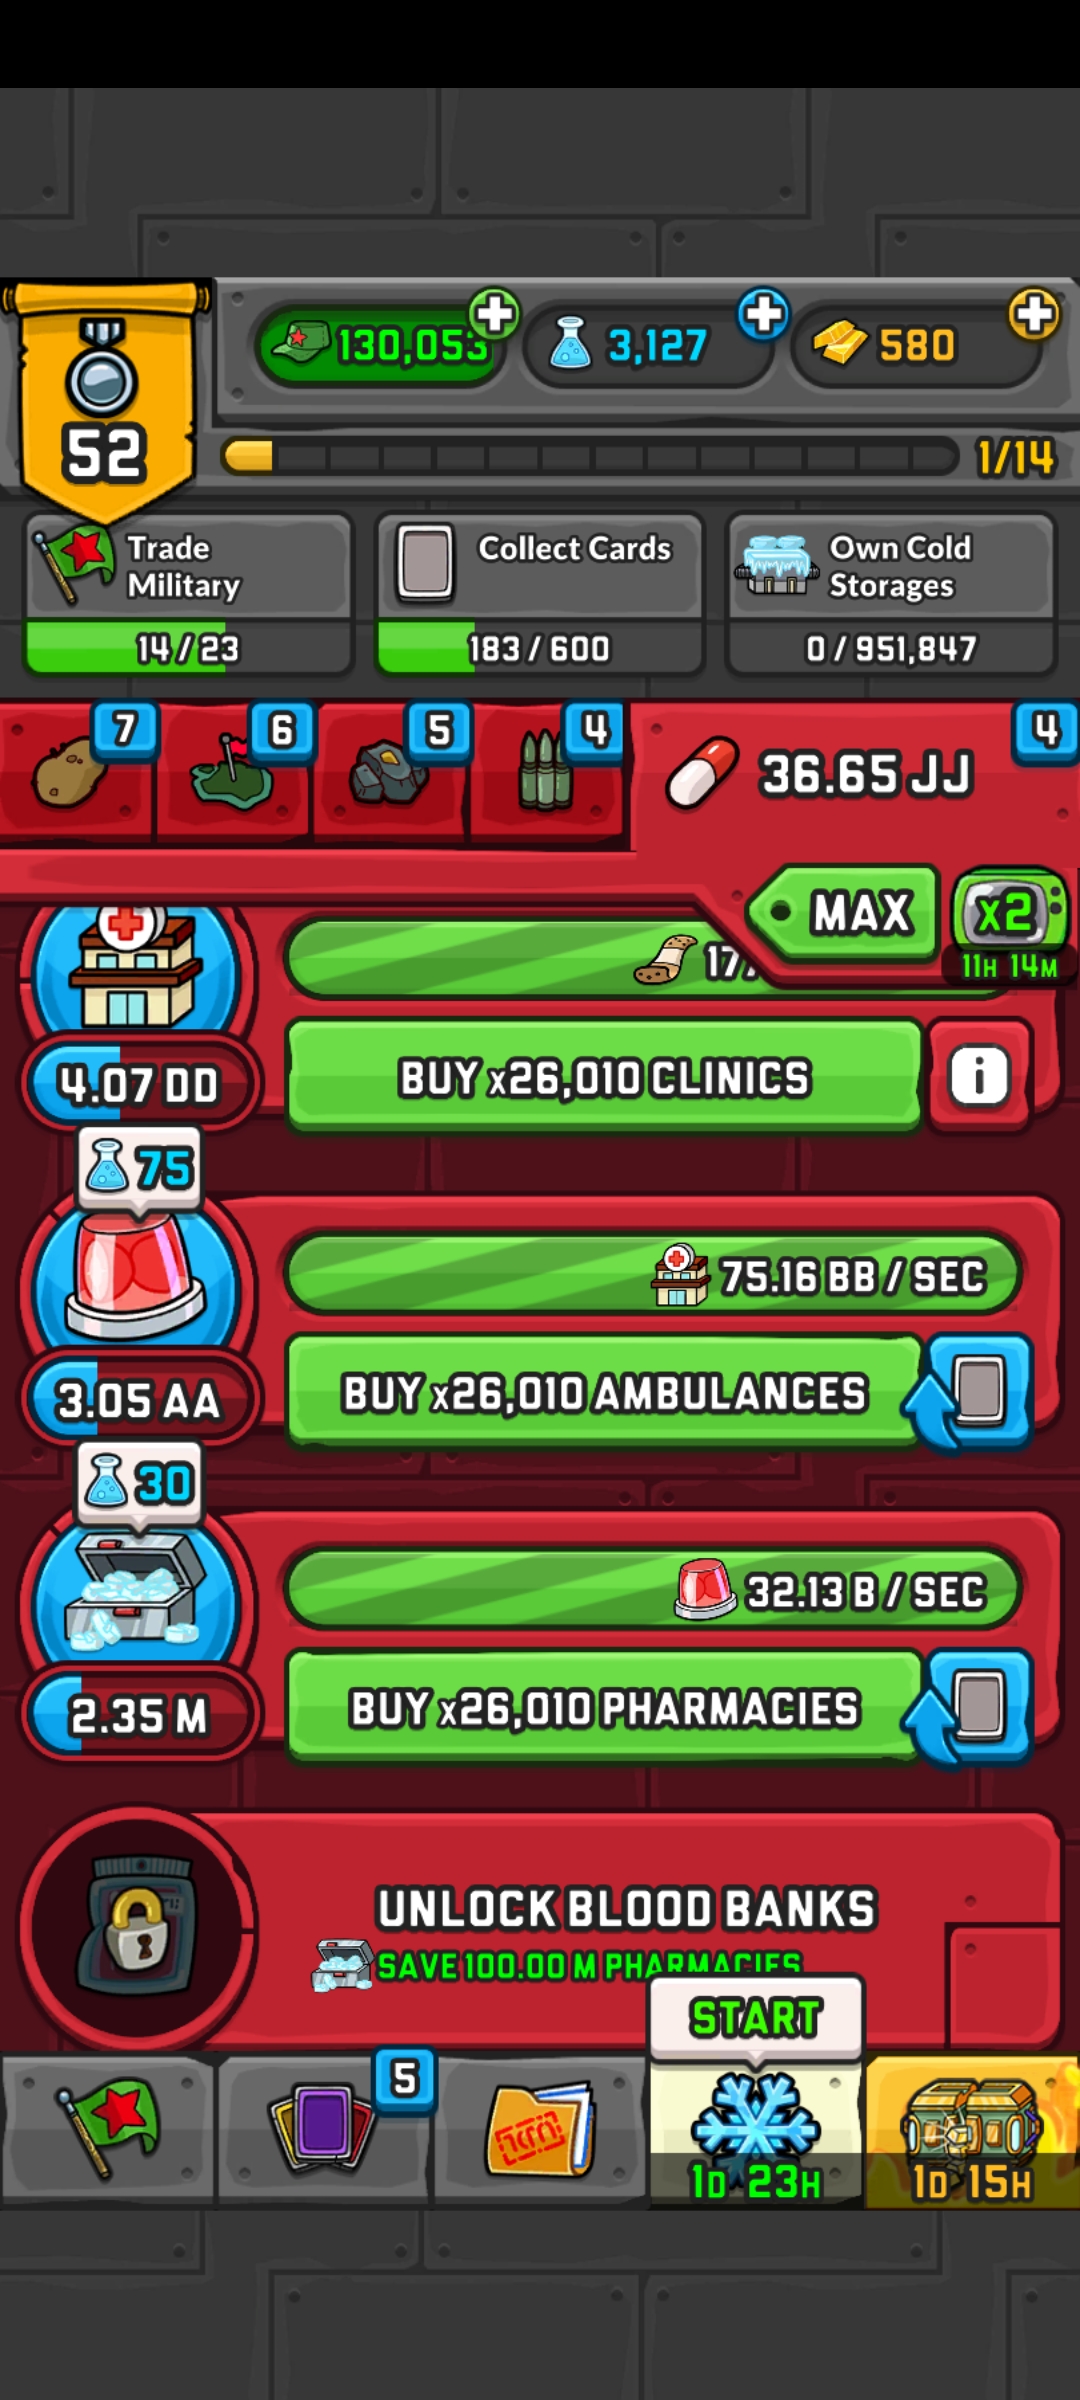 130,053
3,127
580
52
1/14
Trade
Military
14 / 23
Collect Cards
183 / 600
Own Cold
Storages
0 / 951,847
7
6
5
4
36.65 JJ
4
MAX
x2
11H 14M
4.07 DD
BUY x26,010 CLINICS
i
75
75.16 BB / SEC
3.05 AA
BUY x26,010 AMBULANCES
30
32.13 B / SEC
2.35 M
BUY x26,010 PHARMACIES
UNLOCK BLOOD BANKS
SAVE 100.00 M PHARMACIES
START
5
1D 23H
1D 15H